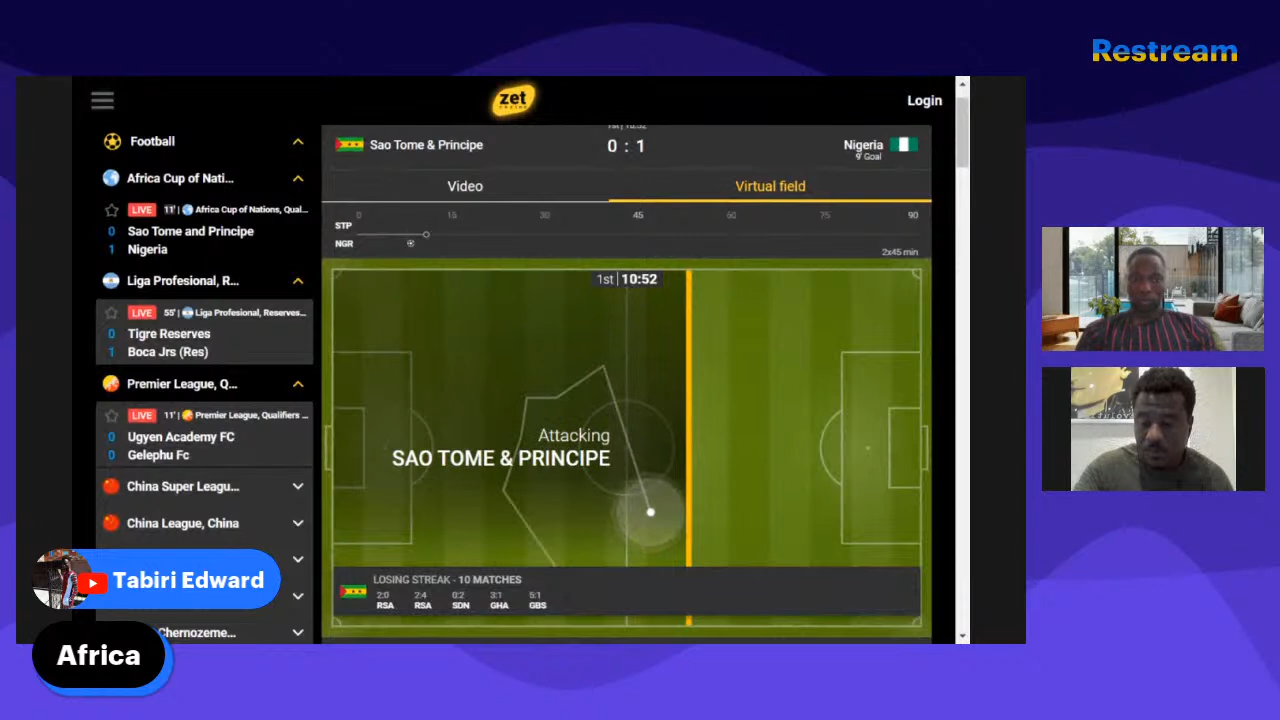 Restream
zet
CASINO
Login
Football
Africa Cup of Nati...
LIVE 11' | Africa Cup of Nations, Qual...
0 Sao Tome and Principe
1 Nigeria
Liga Profesional, R...
LIVE 55' | Liga Profesional, Reserves...
0 Tigre Reserves
1 Boca Jrs (Res)
Premier League, Q...
LIVE 11' | Premier League, Qualifiers ...
0 Ugyen Academy FC
0 Gelephu Fc
China Super Leagu...
China League, China
Chernozeme...
1st | 10:52
Sao Tome & Principe 0 : 1 Nigeria
9' Goal
Video Virtual field
0 15 30 45 60 75 90
STP
NGR
2x45 min
1st | 10:52
Attacking
SAO TOME & PRINCIPE
LOSING STREAK - 10 MATCHES
2:0 2:4 0:2 3:1 5:1
RSA RSA SDN GHA GBS
Tabiri Edward
Africa